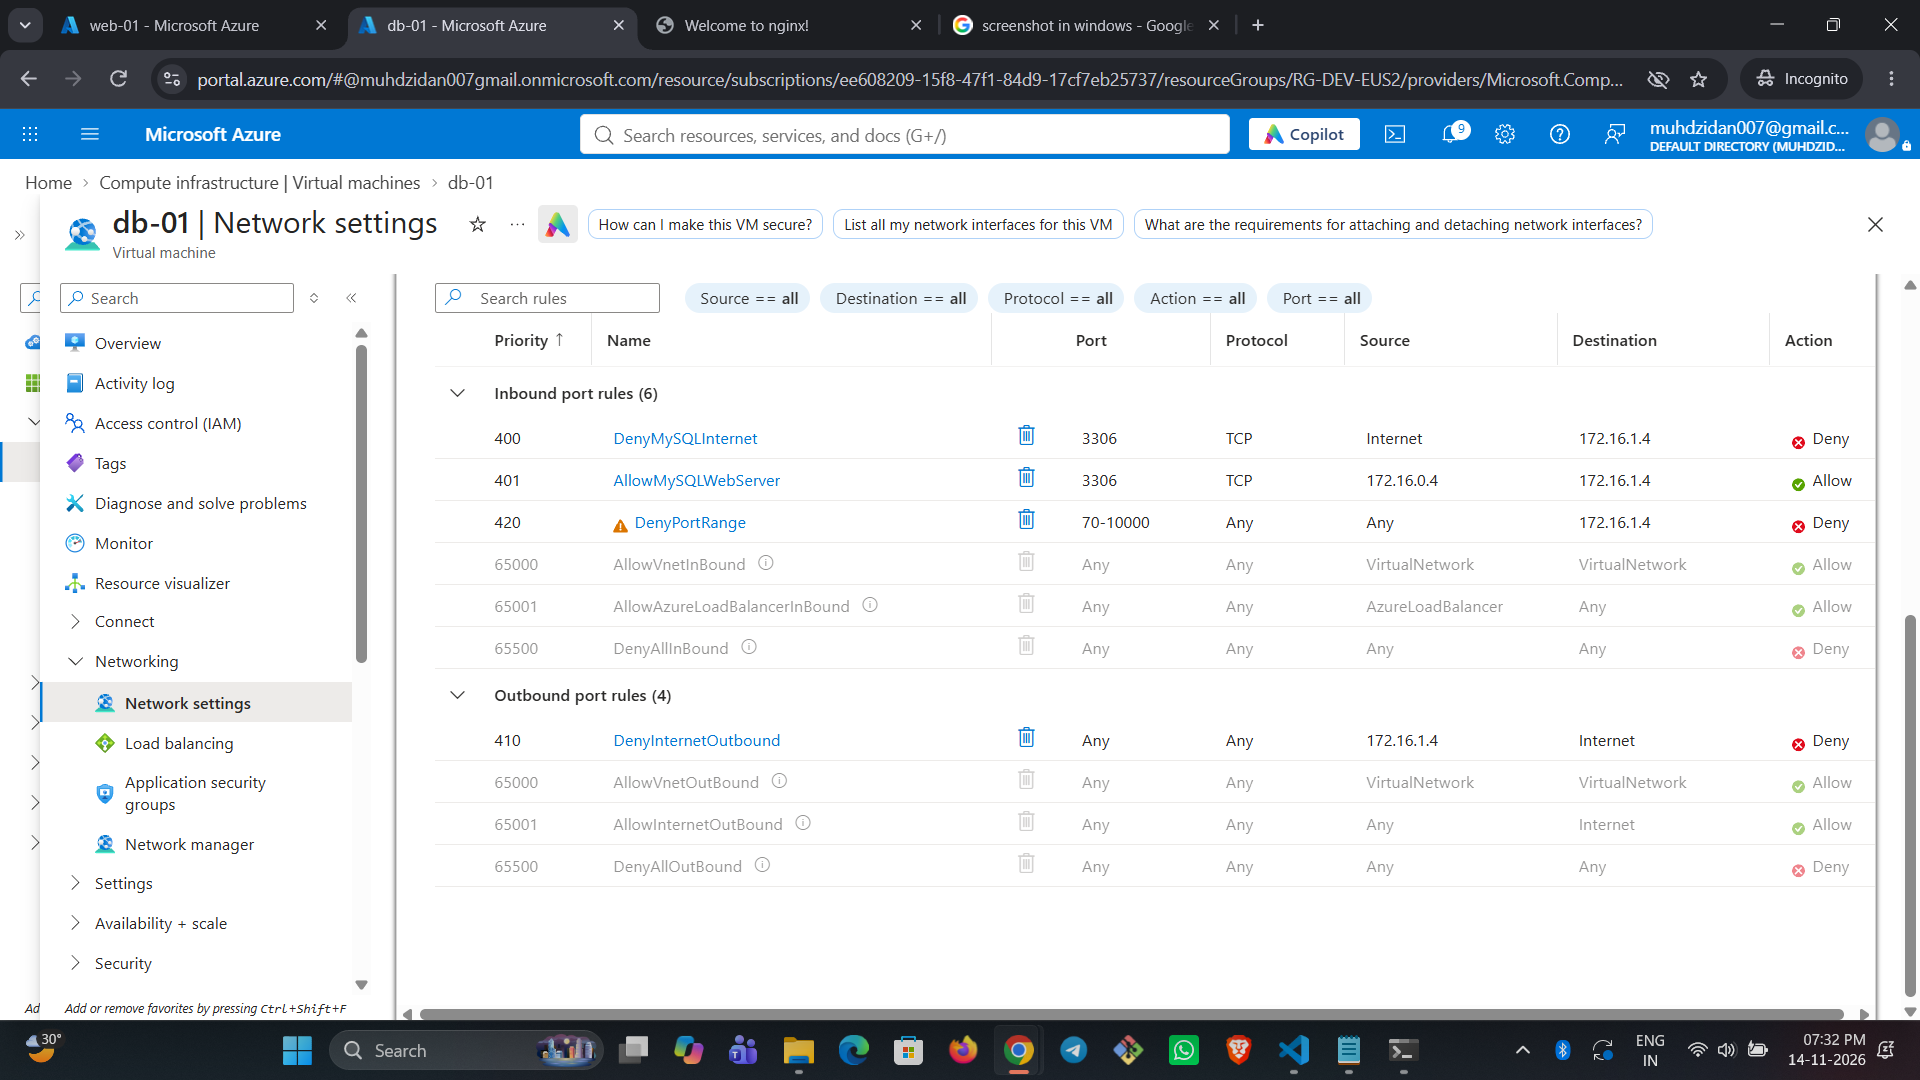 web-01 - Microsoft Azure
db-01 - Microsoft Azure
Welcome to nginx!
screenshot in windows - Google
portal.azure.com/#@muhdzidan007gmail.onmicrosoft.com/resource/subscriptions/ee608209-15f8-47f1-84d9-17cf7eb25737/resourceGroups/RG-DEV-EUS2/providers/Microsoft.Comp...
Incognito
Microsoft Azure
Search resources, services, and docs (G+/)
Copilot
9
muhdzidan007@gmail.c...
DEFAULT DIRECTORY (MUHDZID...
Home > Compute infrastructure | Virtual machines > db-01
db-01 | Network settings
How can I make this VM secure?
List all my network interfaces for this VM
What are the requirements for attaching and detaching network interfaces?
Virtual machine
Search
Overview
Activity log
Access control (IAM)
Tags
Diagnose and solve problems
Monitor
Resource visualizer
Connect
Networking
Network settings
Load balancing
Application security
groups
Network manager
Settings
Availability + scale
Security
Ad
Add or remove favorites by pressing Ctrl+Shift+F
Search rules
Source == all
Destination == all
Protocol == all
Action == all
Port == all
Priority ↑ Name Port Protocol Source Destination Action
Inbound port rules (6)
400 DenyMySQLInternet 3306 TCP Internet 172.16.1.4 Deny
401 AllowMySQLWebServer 3306 TCP 172.16.0.4 172.16.1.4 Allow
420 DenyPortRange 70-10000 Any Any 172.16.1.4 Deny
65000 AllowVnetInBound Any Any VirtualNetwork VirtualNetwork Allow
65001 AllowAzureLoadBalancerInBound Any Any AzureLoadBalancer Any Allow
65500 DenyAllInBound Any Any Any Any Deny
Outbound port rules (4)
410 DenyInternetOutbound Any Any 172.16.1.4 Internet Deny
65000 AllowVnetOutBound Any Any VirtualNetwork VirtualNetwork Allow
65001 AllowInternetOutBound Any Any Any Internet Allow
65500 DenyAllOutBound Any Any Any Any Deny
30°
Search
ENG
IN
07:32 PM
14-11-2026